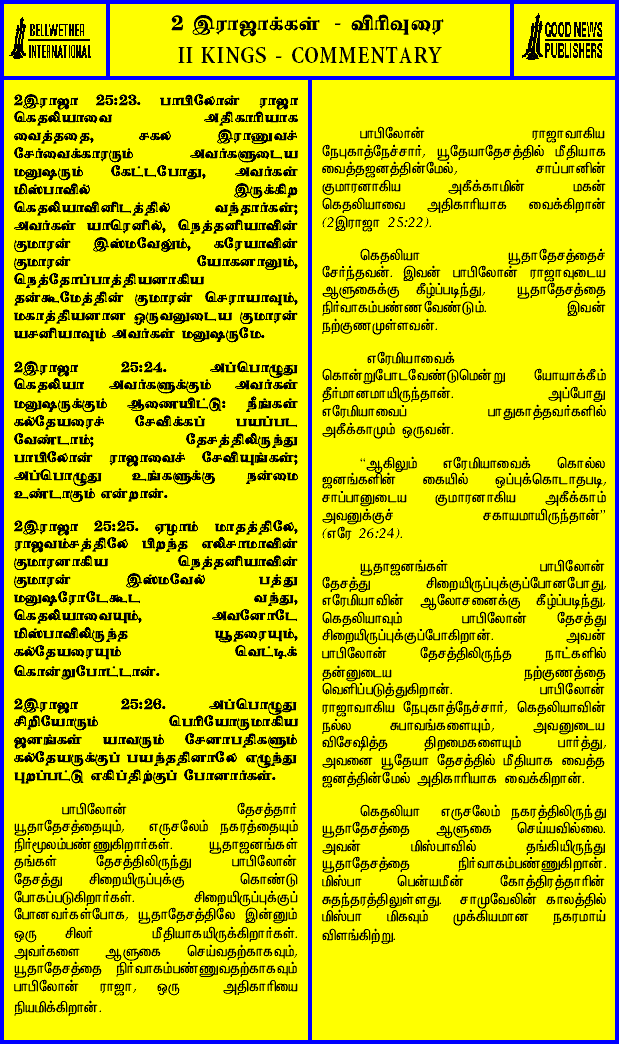 BELLWETHER
INTERNATIONAL
2 இராஜாக்கள் - விரிவுரை
II KINGS - COMMENTARY
GOOD NEWS
PUBLISHERS
2இராஜா 25:23. பாபிலோன் ராஜா
கெதலியாவை அதிகாரியாக
வைத்ததை, சகல இராணுவச்
சேர்வைக்காரரும் அவர்களுடைய
மனுஷரும் கேட்டபோது, அவர்கள்
மிஸ்பாவில் இருக்கிற
கெதலியாவினிடத்தில் வந்தார்கள்;
அவர்கள் யாரெனில், நெத்தனியாவின்
குமாரன் இஸ்மவேலும், கரேயாவின்
குமாரன் யோகனானும்,
நெத்தோப்பாத்தியனாகிய
தன்கூமேத்தின் குமாரன் செராயாவும்,
மகாத்தியனான ஒருவனுடைய குமாரன்
யசனியாவும் அவர்கள் மனுஷருமே.
2இராஜா 25:24. அப்பொழுது
கெதலியா அவர்களுக்கும் அவர்கள்
மனுஷருக்கும் ஆணையிட்டு: நீங்கள்
கல்தேயரைச் சேவிக்கப் பயப்பட
வேண்டாம்; தேசத்திலிருந்து
பாபிலோன் ராஜாவைச் சேவியுங்கள்;
அப்பொழுது உங்களுக்கு நன்மை
உண்டாகும் என்றான்.
2இராஜா 25:25. ஏழாம் மாதத்திலே,
ராஜவம்சத்திலே பிறந்த எலிசாமாவின்
குமாரனாகிய நெத்தனியாவின்
குமாரன் இஸ்மவேல் பத்து
மனுஷரோடேகூட வந்து,
கெதலியாவையும், அவனோடே
மிஸ்பாவிலிருந்த யூதரையும்,
கல்தேயரையும் வெட்டிக்
கொன்றுபோட்டான்.
2இராஜா 25:26. அப்பொழுது
சிறியோரும் பெரியோருமாகிய
ஜனங்கள் யாவரும் சேனாபதிகளும்
கல்தேயருக்குப் பயந்ததினாலே எழுந்து
புறப்பட்டு எகிப்திற்குப் போனார்கள்.
பாபிலோன் தேசத்தார்
யூதாதேசத்தையும், எருசலேம் நகரத்தையும்
நிர்மூலம்பண்ணுகிறார்கள். யூதாஜனங்கள்
தங்கள் தேசத்திலிருந்து பாபிலோன்
தேசத்து சிறையிருப்புக்கு கொண்டு
போகப்படுகிறார்கள். சிறையிருப்புக்குப்
போனவர்கள்போக, யூதாதேசத்திலே இன்னும்
ஒரு சிலர் மீதியாகயிருக்கிறார்கள்.
அவர்களை ஆளுகை செய்வதற்காகவும்,
யூதாதேசத்தை நிர்வாகம்பண்ணுவதற்காகவும்
பாபிலோன் ராஜா, ஒரு அதிகாரியை
நியமிக்கிறான்.
பாபிலோன் ராஜாவாகிய
நேபுகாத்நேச்சார், யூதேயாதேசத்தில் மீதியாக
வைத்தஜனத்தின்மேல், சாப்பானின்
குமாரனாகிய அகீக்காமின் மகன்
கெதலியாவை அதிகாரியாக வைக்கிறான்
(2இராஜா 25:22).
கெதலியா யூதாதேசத்தைச்
சேர்ந்தவன். இவன் பாபிலோன் ராஜாவுடைய
ஆளுகைக்கு கீழ்ப்படிந்து, யூதாதேசத்தை
நிர்வாகம்பண்ணவேண்டும். இவன்
நற்குணமுள்ளவன்.
எரேமியாவைக்
கொன்றுபோடவேண்டுமென்று யோயாக்கீம்
தீர்மானமாயிருந்தான். அப்போது
எரேமியாவைப் பாதுகாத்தவர்களில்
அகீக்காமும் ஒருவன்.
“ஆகிலும் எரேமியாவைக் கொல்ல
ஜனங்களின் கையில் ஒப்புக்கொடாதபடி,
சாப்பானுடைய குமாரனாகிய அகீக்காம்
அவனுக்குச் சகாயமாயிருந்தான்”
(எரே 26:24).
யூதாஜனங்கள் பாபிலோன்
தேசத்து சிறையிருப்புக்குப்போனபோது,
எரேமியாவின் ஆலோசனைக்கு கீழ்ப்படிந்து,
கெதலியாவும் பாபிலோன் தேசத்து
சிறையிருப்புக்குப்போகிறான். அவன்
பாபிலோன் தேசத்திலிருந்த நாட்களில்
தன்னுடைய நற்குணத்தை
வெளிப்படுத்துகிறான். பாபிலோன்
ராஜாவாகிய நேபுகாத்நேச்சார், கெதலியாவின்
நல்ல சுபாவங்களையும், அவனுடைய
விசேஷித்த திறமைகளையும் பார்த்து,
அவனை யூதேயா தேசத்தில் மீதியாக வைத்த
ஜனத்தின்மேல் அதிகாரியாக வைக்கிறான்.
கெதலியா எருசலேம் நகரத்திலிருந்து
யூதாதேசத்தை ஆளுகை செய்யவில்லை.
அவன் மிஸ்பாவில் தங்கியிருந்து
யூதாதேசத்தை நிர்வாகம்பண்ணுகிறான்.
மிஸ்பா பென்யமீன் கோத்திரத்தாரின்
சுதந்தரத்திலுள்ளது. சாமுவேலின் காலத்தில்
மிஸ்பா மிகவும் முக்கியமான நகரமாய்
விளங்கிற்று.